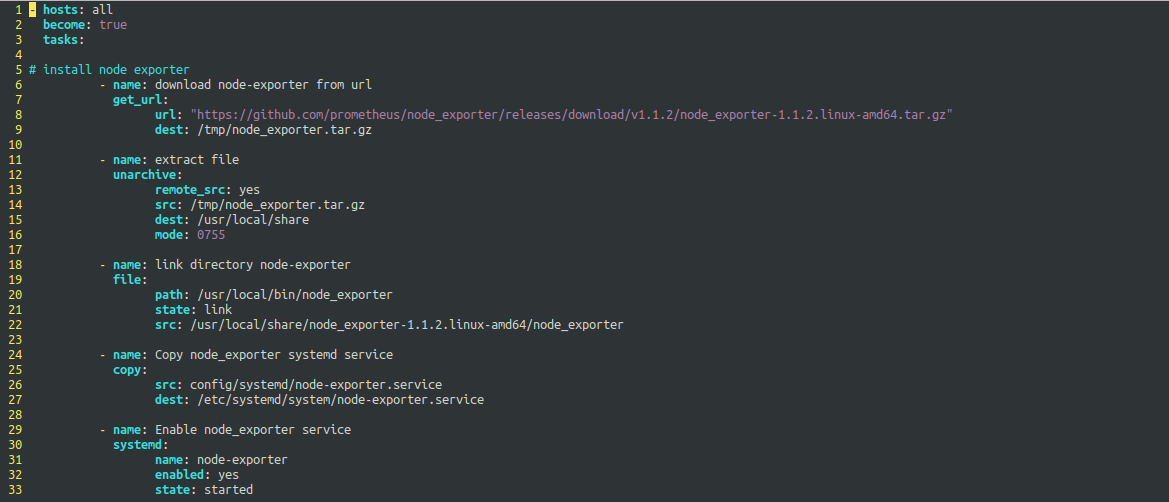 1 - hosts: all
2   become: true
3   tasks:
4
5 # install node exporter
6           - name: download node-exporter from url
7             get_url:
8                   url: "https://github.com/prometheus/node_exporter/releases/download/v1.1.2/node_exporter-1.1.2.linux-amd64.tar.gz"
9                   dest: /tmp/node_exporter.tar.gz
10
11           - name: extract file
12             unarchive:
13                   remote_src: yes
14                   src: /tmp/node_exporter.tar.gz
15                   dest: /usr/local/share
16                   mode: 0755
17
18           - name: link directory node-exporter
19             file:
20                   path: /usr/local/bin/node_exporter
21                   state: link
22                   src: /usr/local/share/node_exporter-1.1.2.linux-amd64/node_exporter
23
24           - name: Copy node_exporter systemd service
25             copy:
26                   src: config/systemd/node-exporter.service
27                   dest: /etc/systemd/system/node-exporter.service
28
29           - name: Enable node_exporter service
30             systemd:
31                   name: node-exporter
32                   enabled: yes
33                   state: started